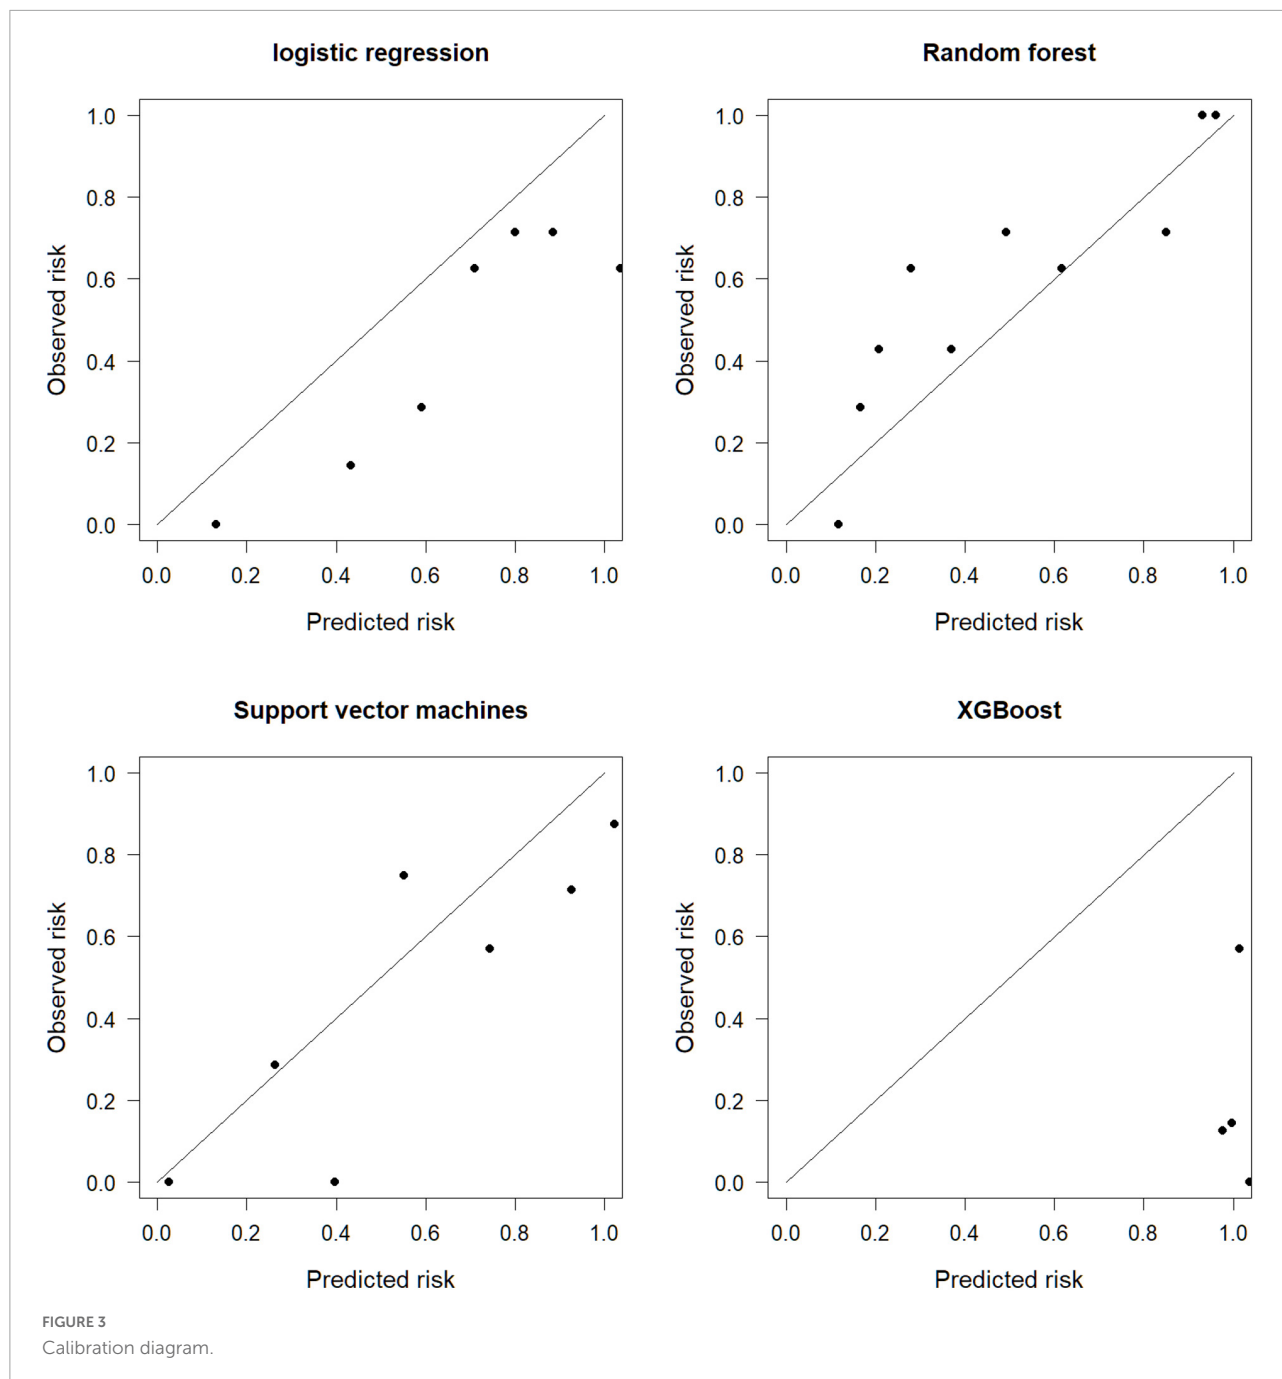 logistic regression
1.0
0.8
0.6
0.4
0.2
0.0
Observed risk
0.0 0.2 0.4 0.6 0.8 1.0
Predicted risk
Random forest
1.0
0.8
0.6
0.4
0.2
0.0
Observed risk
0.0 0.2 0.4 0.6 0.8 1.0
Predicted risk
Support vector machines
1.0
0.8
0.6
0.4
0.2
0.0
Observed risk
0.0 0.2 0.4 0.6 0.8 1.0
Predicted risk
XGBoost
1.0
0.8
0.6
0.4
0.2
0.0
Observed risk
0.0 0.2 0.4 0.6 0.8 1.0
Predicted risk
FIGURE 3
Calibration diagram.